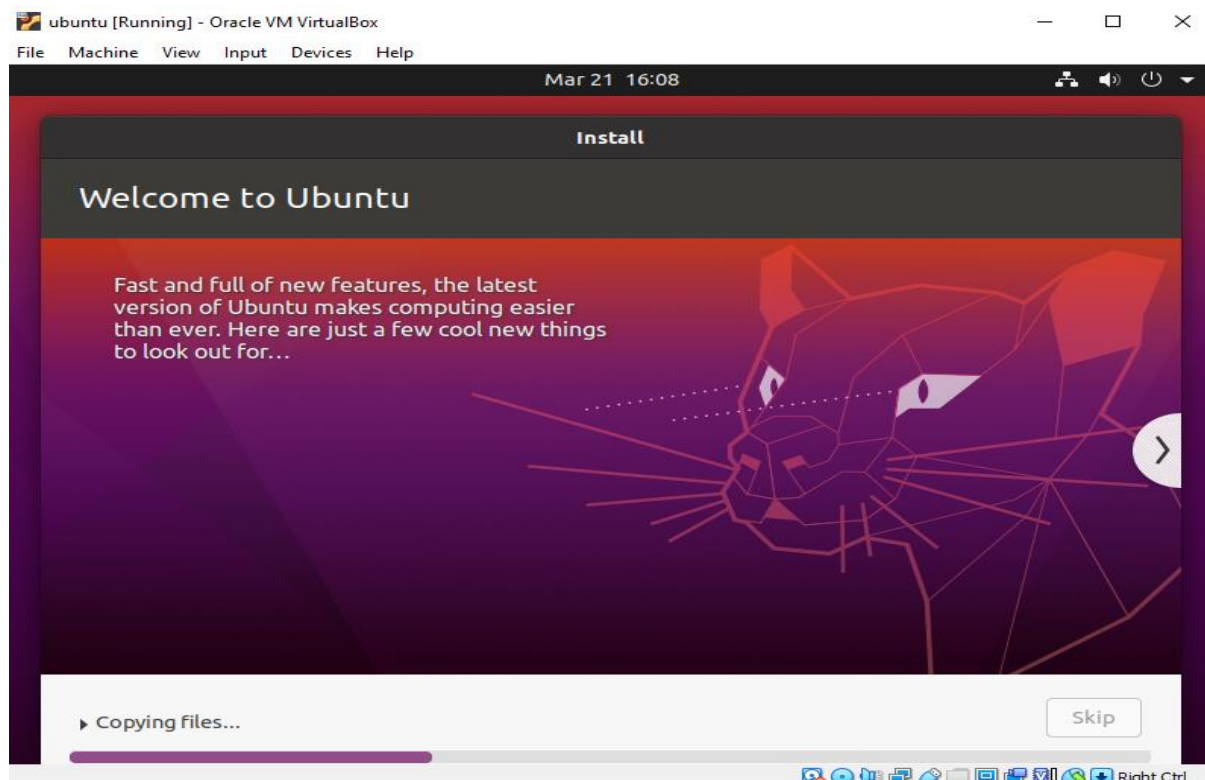 ubuntu [Running] - Oracle VM VirtualBox
File Machine View Input Devices Help
Mar 21 16:08
Install
Welcome to Ubuntu
Fast and full of new features, the latest
version of Ubuntu makes computing easier
than ever. Here are just a few cool new things
to look out for...
Copying files...
Skip
Right Ctrl